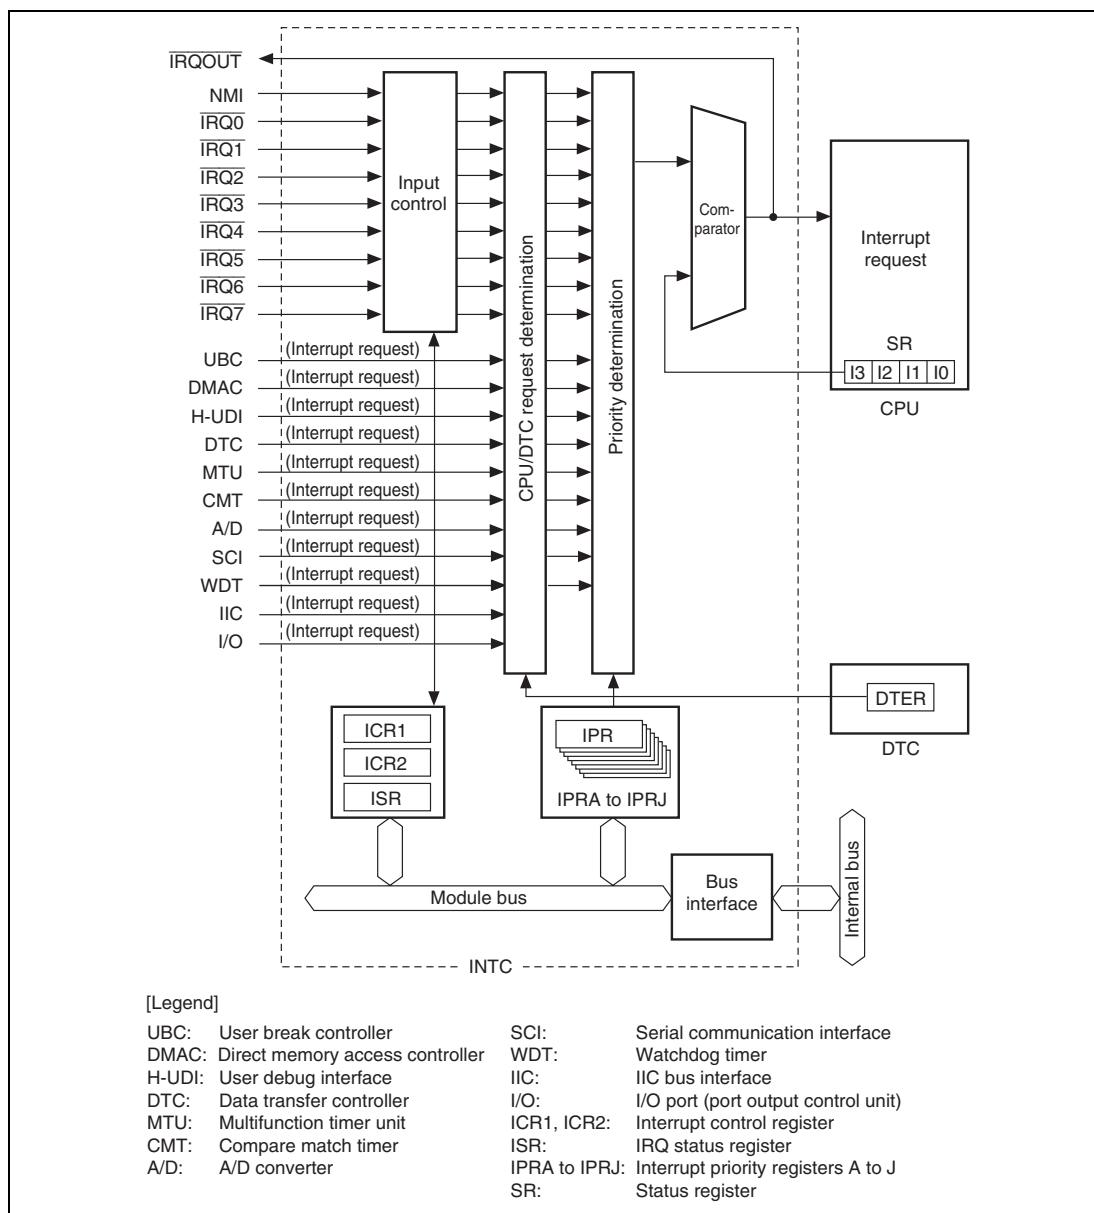 IRQOUT
NMI
IRQ0
IRQ1
IRQ2
IRQ3
IRQ4
IRQ5
IRQ6
IRQ7
Input
control
UBC (Interrupt request)
DMAC (Interrupt request)
H-UDI (Interrupt request)
DTC (Interrupt request)
MTU (Interrupt request)
CMT (Interrupt request)
A/D (Interrupt request)
SCI (Interrupt request)
WDT (Interrupt request)
IIC (Interrupt request)
I/O (Interrupt request)
CPU/DTC request determination
Priority determination
Com-
parator
Interrupt
request
SR
I3 I2 I1 I0
CPU
DTER
DTC
ICR1
ICR2
ISR
IPR
IPRA to IPRJ
Module bus
Bus
interface
Internal bus
INTC
[Legend]
UBC: User break controller
DMAC: Direct memory access controller
H-UDI: User debug interface
DTC: Data transfer controller
MTU: Multifunction timer unit
CMT: Compare match timer
A/D: A/D converter
SCI: Serial communication interface
WDT: Watchdog timer
IIC: IIC bus interface
I/O: I/O port (port output control unit)
ICR1, ICR2: Interrupt control register
ISR: IRQ status register
IPRA to IPRJ: Interrupt priority registers A to J
SR: Status register